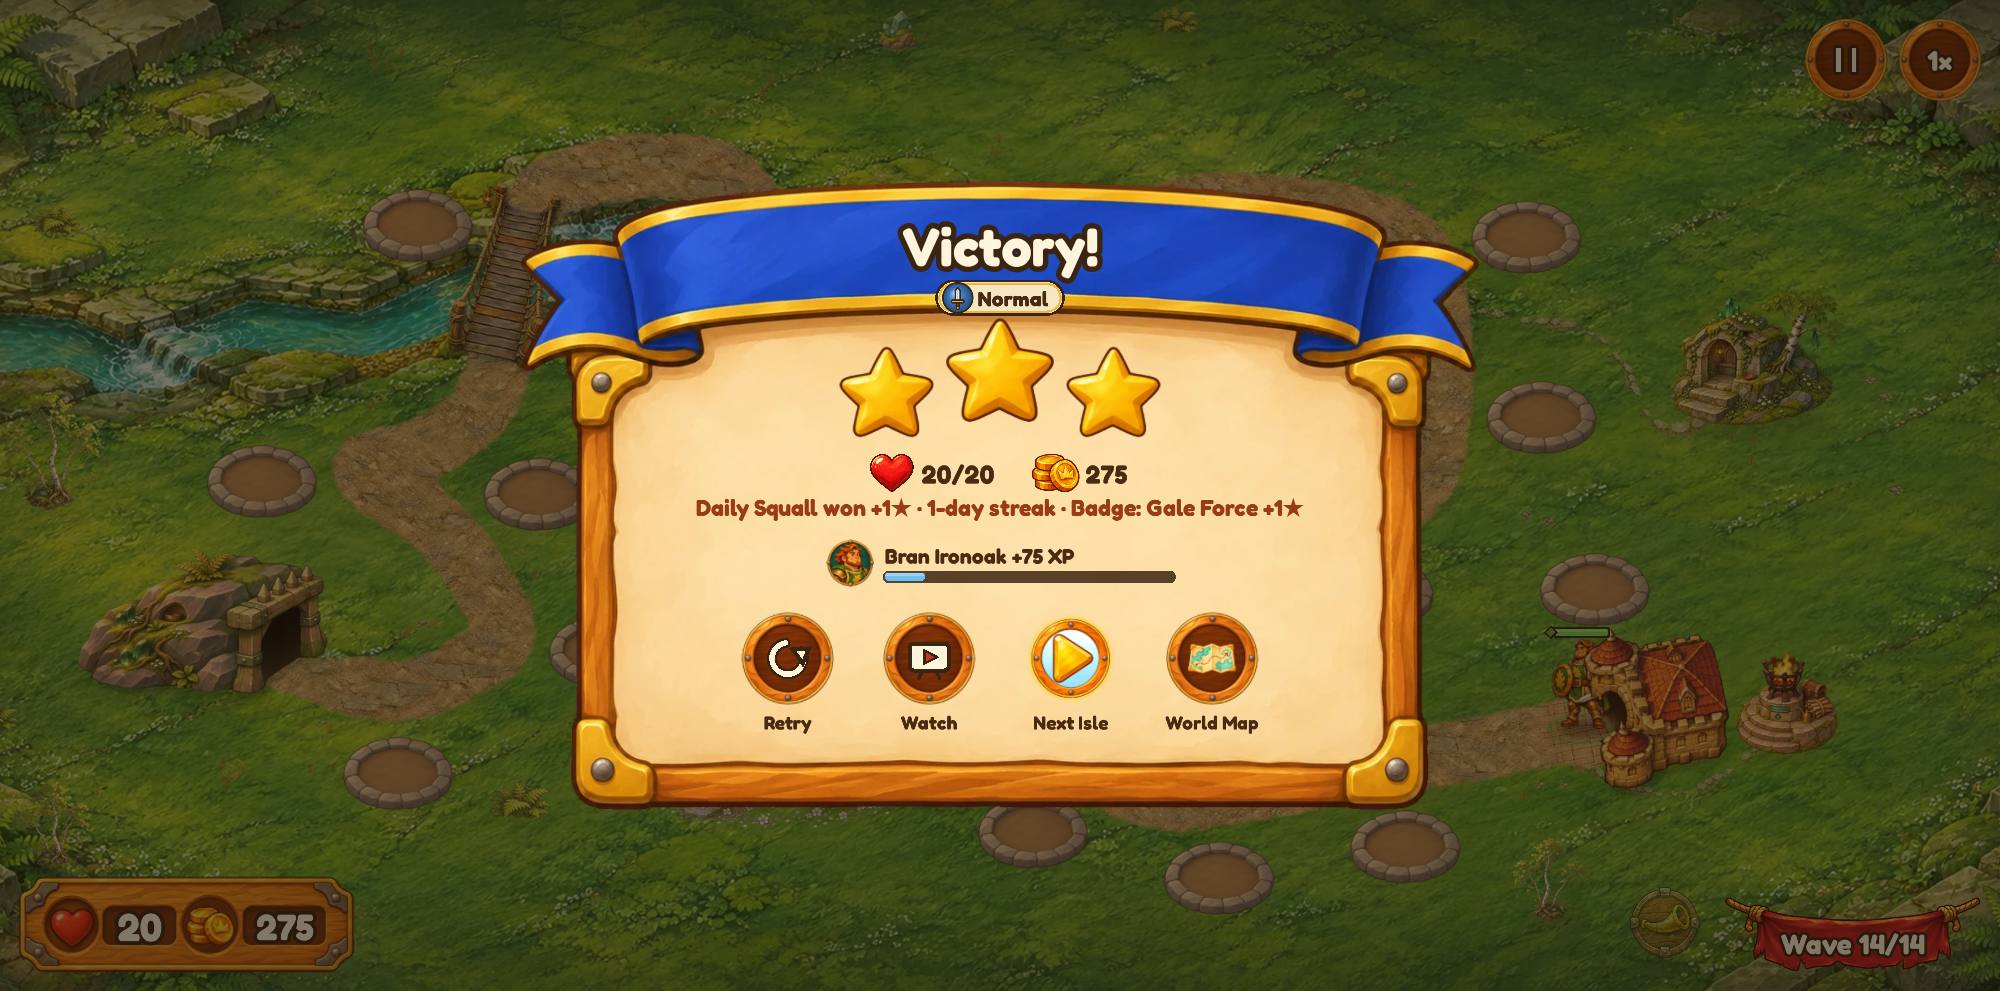 1x
Victory!
Normal
20/20 275
Daily Squall won +1★ · 1-day streak · Badge: Gale Force +1★
Bran Ironoak +75 XP
Retry Watch Next Isle World Map
20 275
Wave 14/14